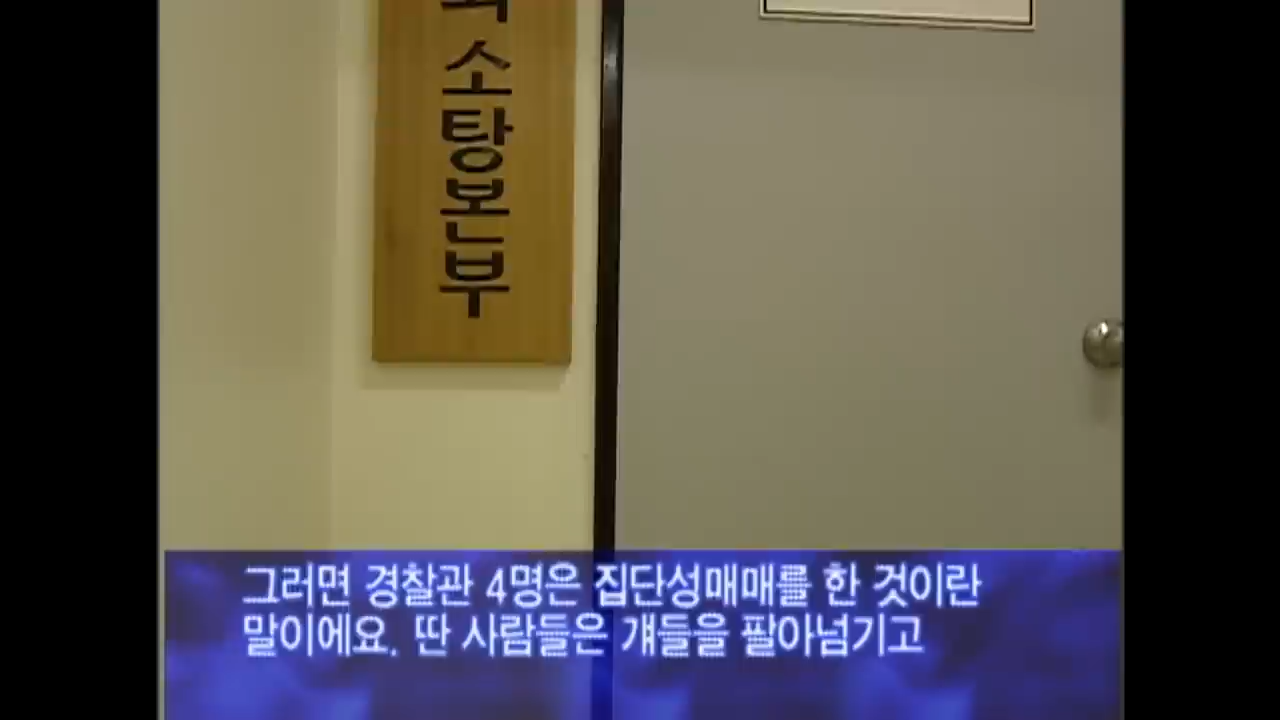 소탕본부
그러면 경찰관 4명은 집단성매매를 한 것이란
말이에요. 딴 사람들은 걔들을 팔아넘기고